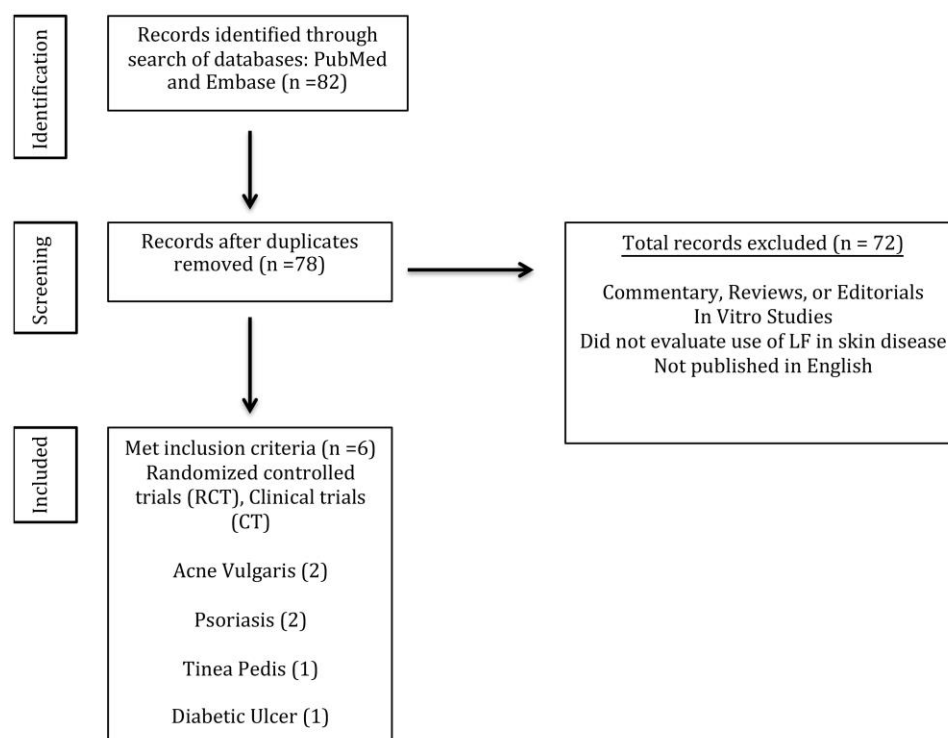 Identification
Records identified through
search of databases: PubMed
and Embase (n =82)
Screening
Records after duplicates
removed (n =78)
Total records excluded (n = 72)
Commentary, Reviews, or Editorials
In Vitro Studies
Did not evaluate use of LF in skin disease
Not published in English
Included
Met inclusion criteria (n =6)
Randomized controlled
trials (RCT), Clinical trials
(CT)
Acne Vulgaris (2)
Psoriasis (2)
Tinea Pedis (1)
Diabetic Ulcer (1)